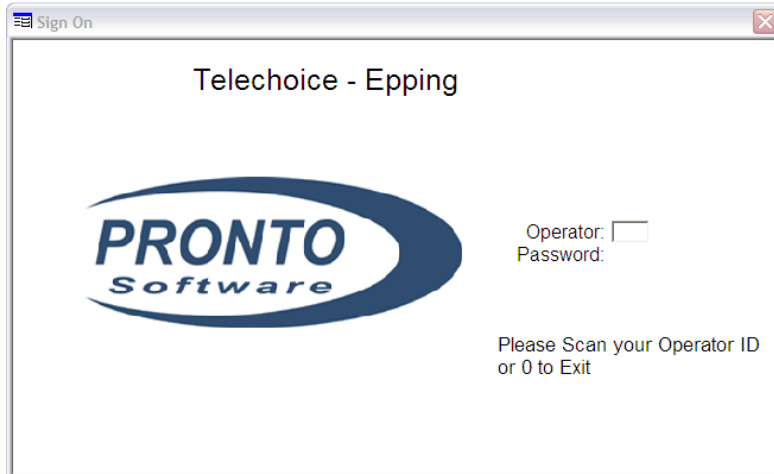 Sign On
Telechoice - Epping
PRONTO
Software
Operator:
Password:
Please Scan your Operator ID
or 0 to Exit